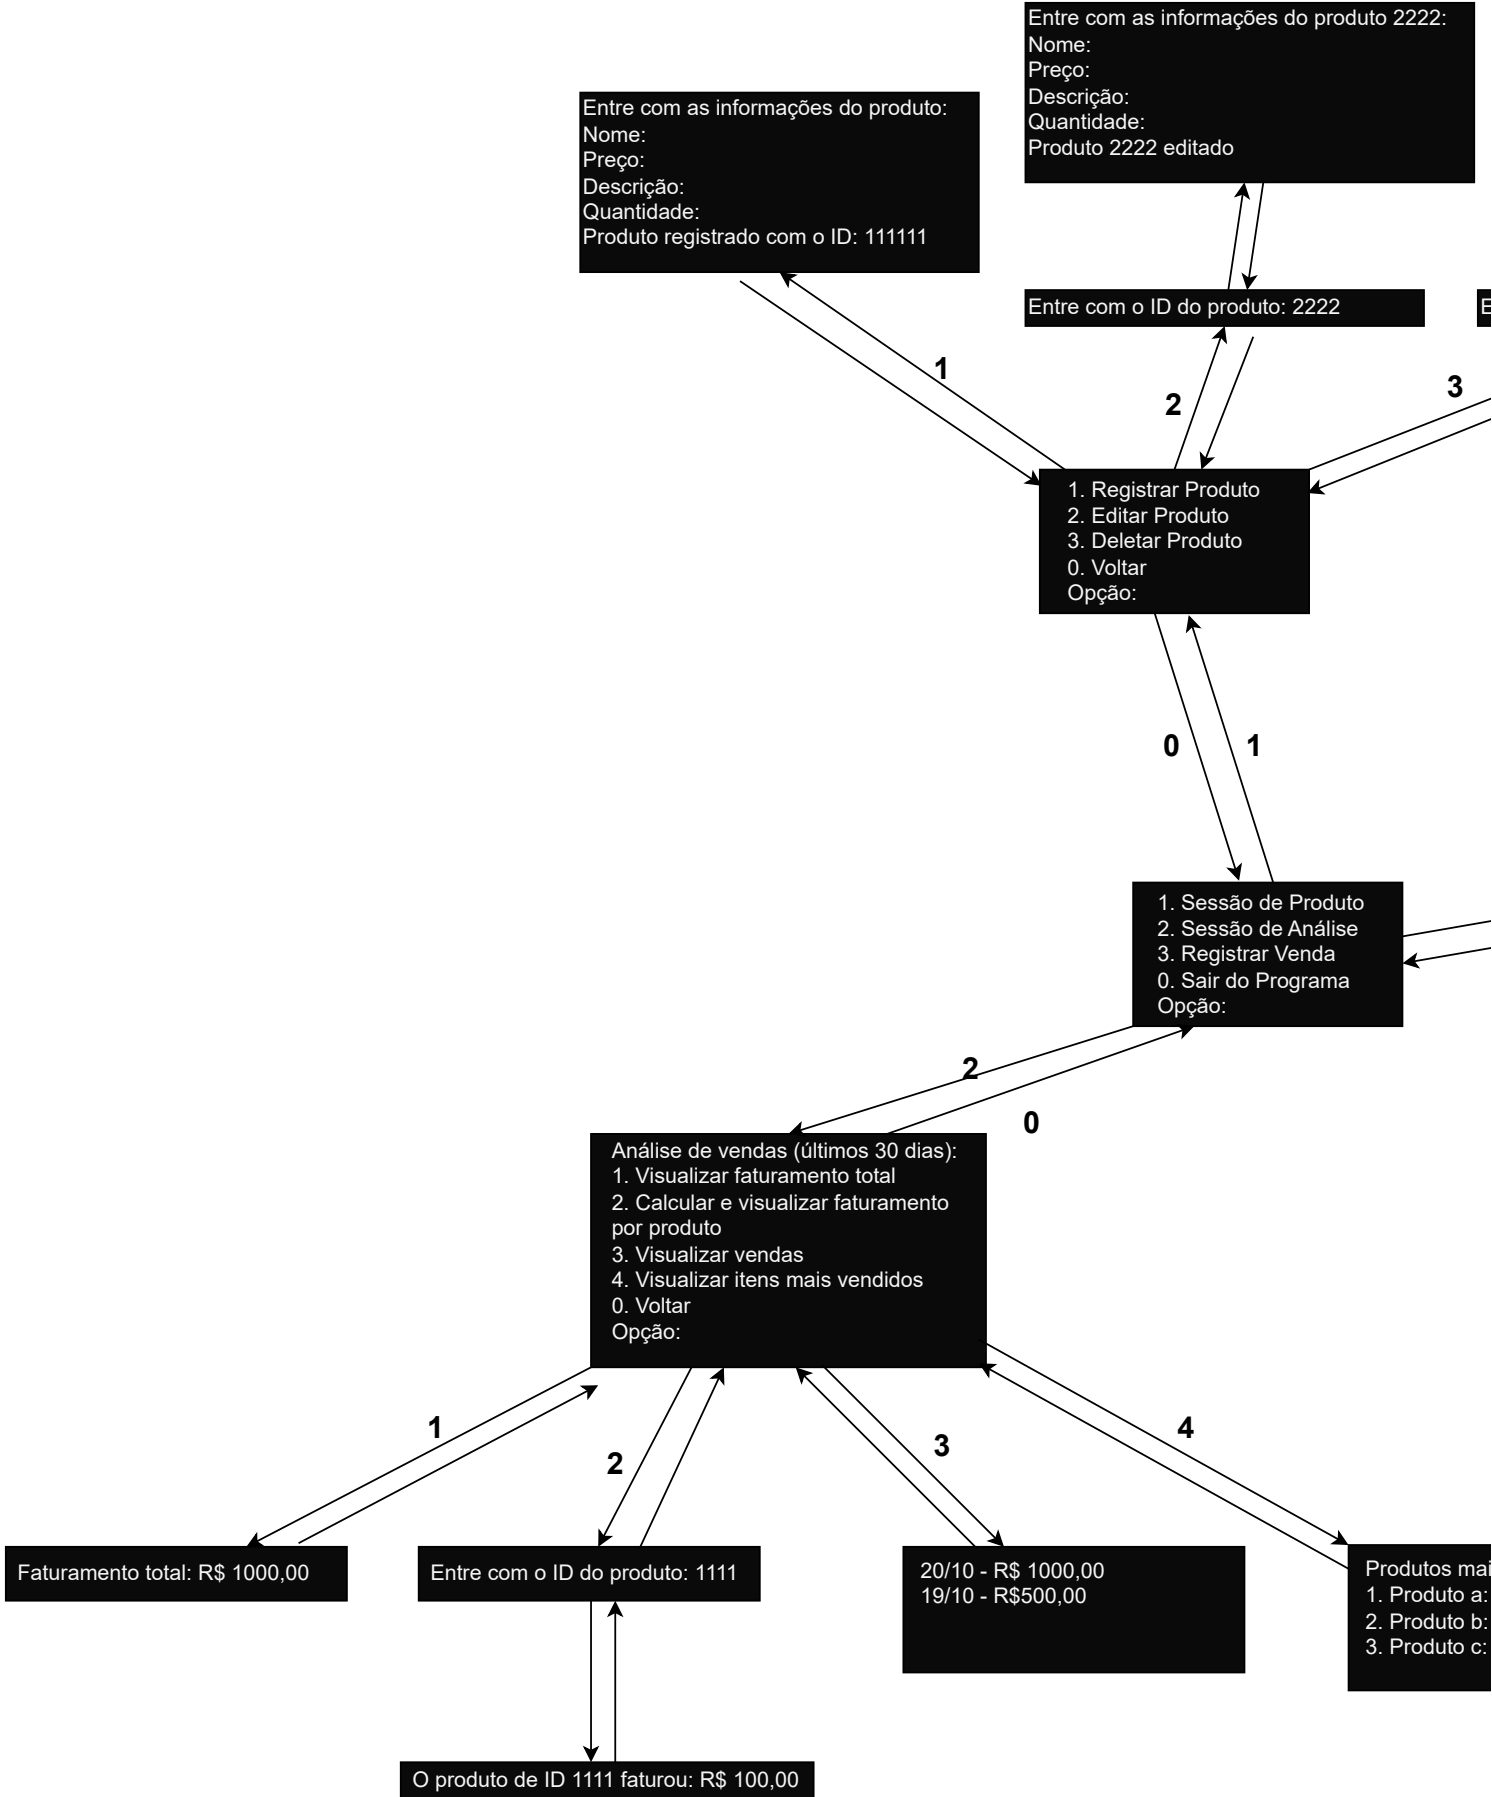 Entre com as informações do produto 2222:
Nome:
Preço:
Descrição:
Quantidade:
Produto 2222 editado
Entre com as informações do produto:
Nome:
Preço:
Descrição:
Quantidade:
Produto registrado com o ID: 111111
Entre com o ID do produto: 2222
E
1
2
3
1. Registrar Produto
2. Editar Produto
3. Deletar Produto
0. Voltar
Opção:
0
1
1. Sessão de Produto
2. Sessão de Análise
3. Registrar Venda
0. Sair do Programa
Opção:
2
0
Análise de vendas (últimos 30 dias):
1. Visualizar faturamento total
2. Calcular e visualizar faturamento
por produto
3. Visualizar vendas
4. Visualizar itens mais vendidos
0. Voltar
Opção:
1
2
3
4
Faturamento total: R$ 1000,00
Entre com o ID do produto: 1111
20/10 - R$ 1000,00
19/10 - R$500,00
Produtos mai
1. Produto a:
2. Produto b:
3. Produto c:
O produto de ID 1111 faturou: R$ 100,00